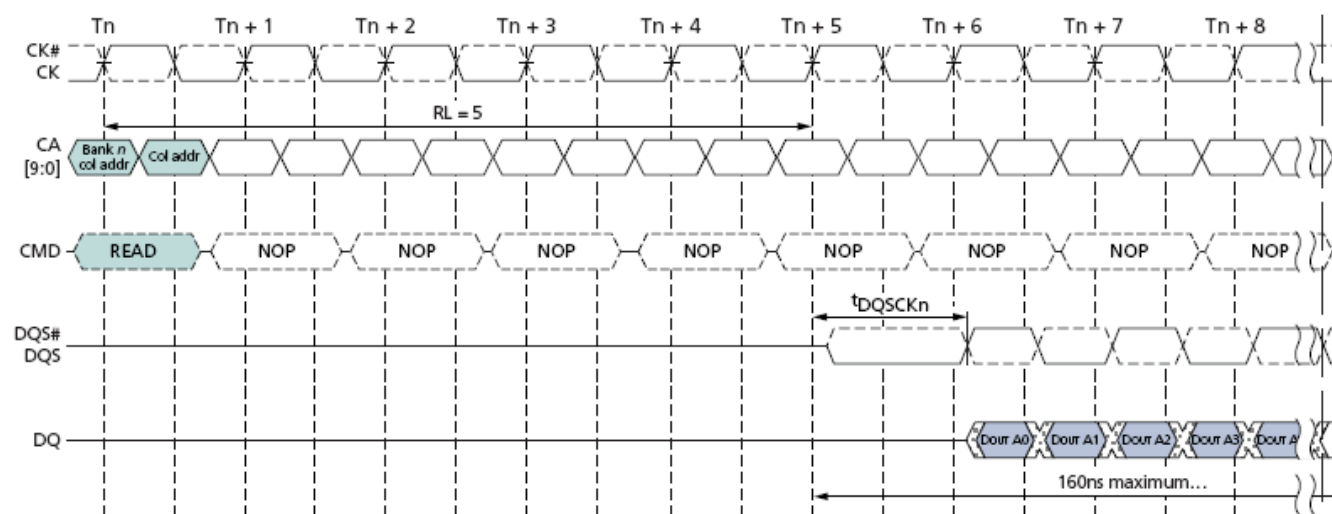 Tn Tn + 1 Tn + 2 Tn + 3 Tn + 4 Tn + 5 Tn + 6 Tn + 7 Tn + 8
CK#
CK
RL = 5
CA
[9:0]
Bank n
col addr
Col addr
CMD READ NOP NOP NOP NOP NOP NOP NOP NOP
tDQSCKn
DQS#
DQS
DQ DOUT A0 DOUT A1 DOUT A2 DOUT A3 DOUT A
160ns maximum...